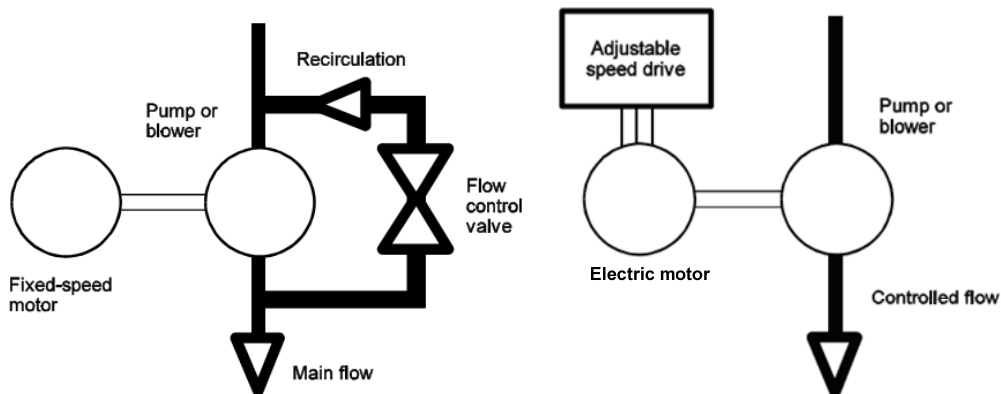 Recirculation
Pump or
blower
Flow
control
valve
Fixed-speed
motor
Main flow
Adjustable
speed drive
Pump or
blower
Electric motor
Controlled flow